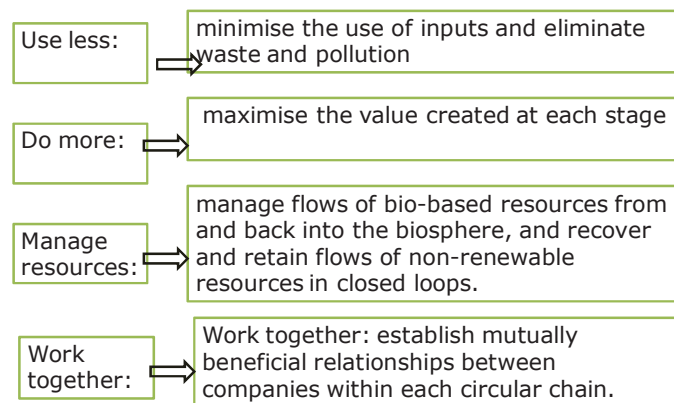 Use less:
minimise the use of inputs and eliminate
waste and pollution
Do more:
maximise the value created at each stage
Manage
resources:
manage flows of bio-based resources from
and back into the biosphere, and recover
and retain flows of non-renewable
resources in closed loops.
Work
together:
Work together: establish mutually
beneficial relationships between
companies within each circular chain.